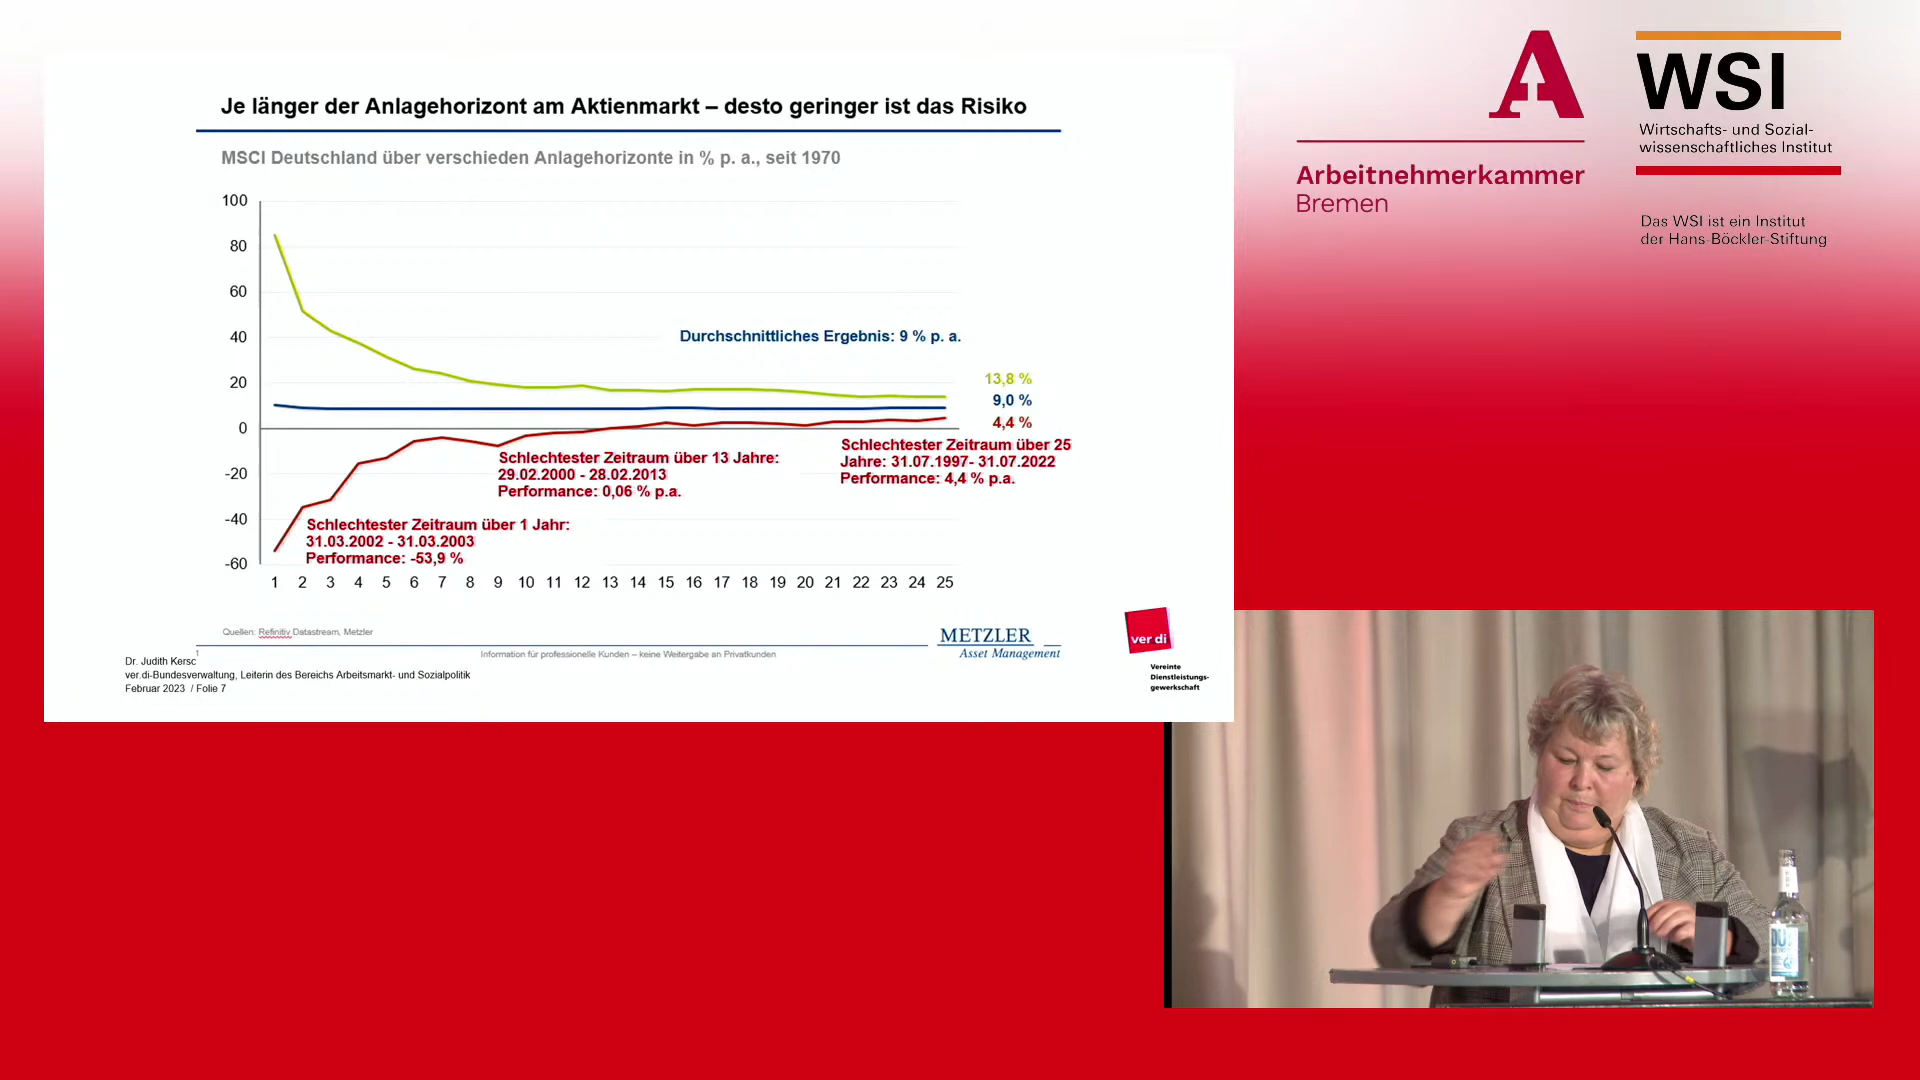 Je länger der Anlagehorizont am Aktienmarkt – desto geringer ist das Risiko
MSCI Deutschland über verschieden Anlagehorizonte in % p. a., seit 1970
100
80
60
40
20
0
-20
-40
-60
Durchschnittliches Ergebnis: 9 % p. a.
13,8 %
9,0 %
4,4 %
Schlechtester Zeitraum über 25
Jahre: 31.07.1997- 31.07.2022
Performance: 4,4 % p.a.
Schlechtester Zeitraum über 13 Jahre:
29.02.2000 - 28.02.2013
Performance: 0,06 % p.a.
Schlechtester Zeitraum über 1 Jahr:
31.03.2002 - 31.03.2003
Performance: -53,9 %
1 2 3 4 5 6 7 8 9 10 11 12 13 14 15 16 17 18 19 20 21 22 23 24 25
Quellen: Refinitiv Datastream, Metzler
1
Information für professionelle Kunden – keine Weitergabe an Privatkunden
METZLER
Asset Management
Dr. Judith Kersc
ver.di-Bundesverwaltung, Leiterin des Bereichs Arbeitsmarkt- und Sozialpolitik
Februar 2023 / Folie 7
ver di
Vereinte
Dienstleistungs-
gewerkschaft
A
Arbeitnehmerkammer
Bremen
WSI
Wirtschafts- und Sozial-
wissenschaftliches Institut
Das WSI ist ein Institut
der Hans-Böckler-Stiftung